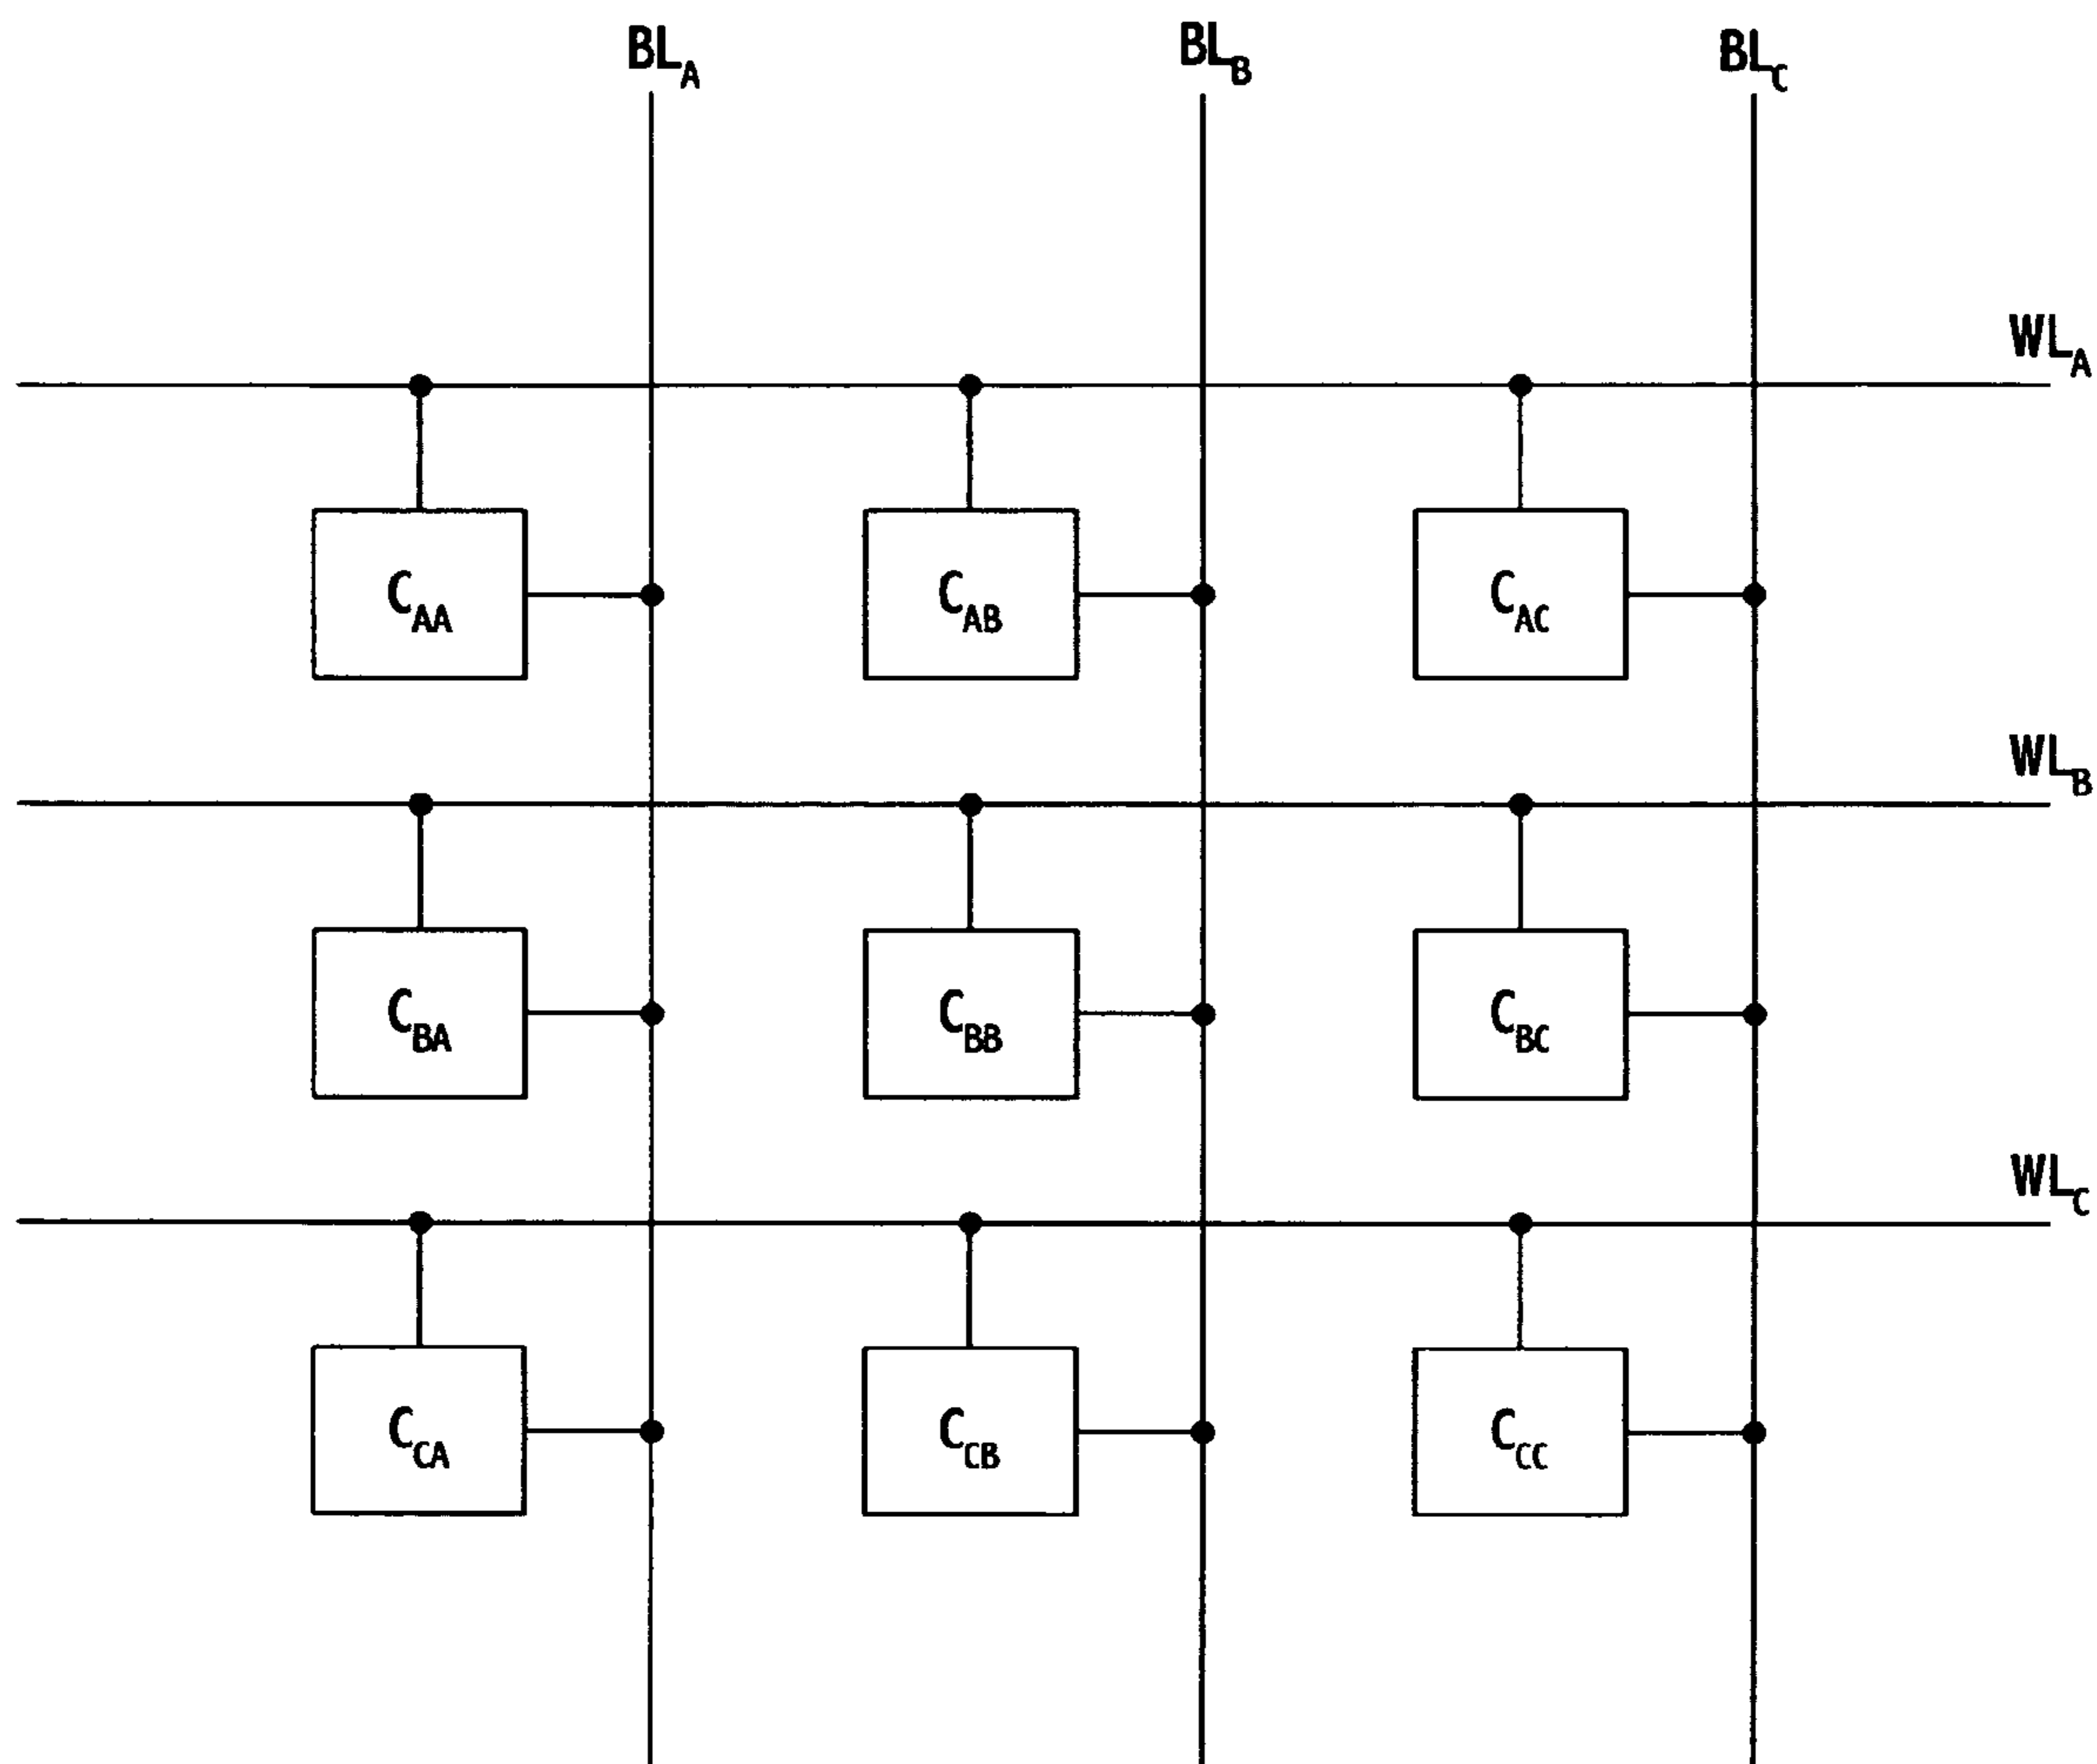 BL_A BL_B BL_C
WL_A
C_AA C_AB C_AC
WL_B
C_BA C_BB C_BC
WL_C
C_CA C_CB C_CC